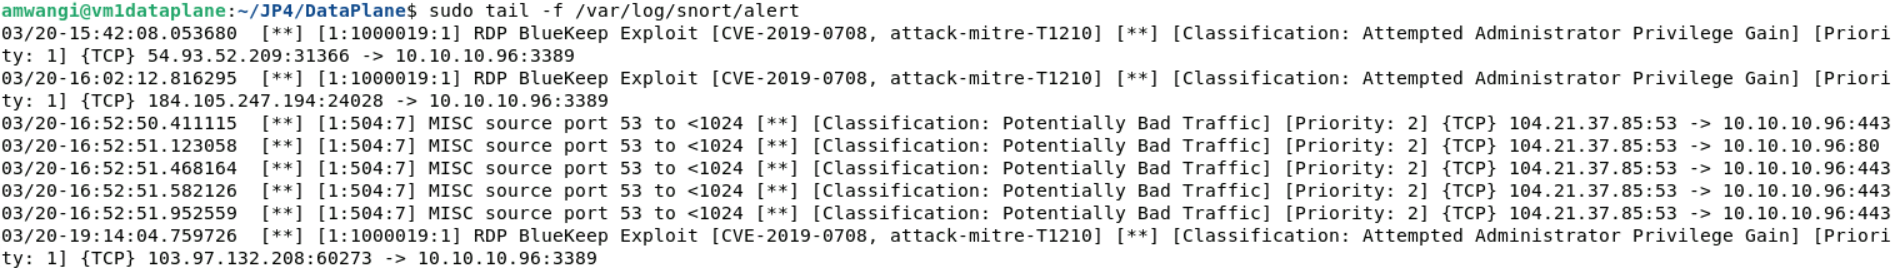 amwangi@vm1dataplane:~/JP4/DataPlane$ sudo tail -f /var/log/snort/alert
03/20-15:42:08.053680  [**] [1:1000019:1] RDP BlueKeep Exploit [CVE-2019-0708, attack-mitre-T1210] [**] [Classification: Attempted Administrator Privilege Gain] [Priori
ty: 1] {TCP} 54.93.52.209:31366 -> 10.10.10.96:3389
03/20-16:02:12.816295  [**] [1:1000019:1] RDP BlueKeep Exploit [CVE-2019-0708, attack-mitre-T1210] [**] [Classification: Attempted Administrator Privilege Gain] [Priori
ty: 1] {TCP} 184.105.247.194:24028 -> 10.10.10.96:3389
03/20-16:52:50.411115  [**] [1:504:7] MISC source port 53 to <1024 [**] [Classification: Potentially Bad Traffic] [Priority: 2] {TCP} 104.21.37.85:53 -> 10.10.10.96:443
03/20-16:52:51.123058  [**] [1:504:7] MISC source port 53 to <1024 [**] [Classification: Potentially Bad Traffic] [Priority: 2] {TCP} 104.21.37.85:53 -> 10.10.10.96:80
03/20-16:52:51.468164  [**] [1:504:7] MISC source port 53 to <1024 [**] [Classification: Potentially Bad Traffic] [Priority: 2] {TCP} 104.21.37.85:53 -> 10.10.10.96:443
03/20-16:52:51.582126  [**] [1:504:7] MISC source port 53 to <1024 [**] [Classification: Potentially Bad Traffic] [Priority: 2] {TCP} 104.21.37.85:53 -> 10.10.10.96:443
03/20-16:52:51.952559  [**] [1:504:7] MISC source port 53 to <1024 [**] [Classification: Potentially Bad Traffic] [Priority: 2] {TCP} 104.21.37.85:53 -> 10.10.10.96:443
03/20-19:14:04.759726  [**] [1:1000019:1] RDP BlueKeep Exploit [CVE-2019-0708, attack-mitre-T1210] [**] [Classification: Attempted Administrator Privilege Gain] [Priori
ty: 1] {TCP} 103.97.132.208:60273 -> 10.10.10.96:3389